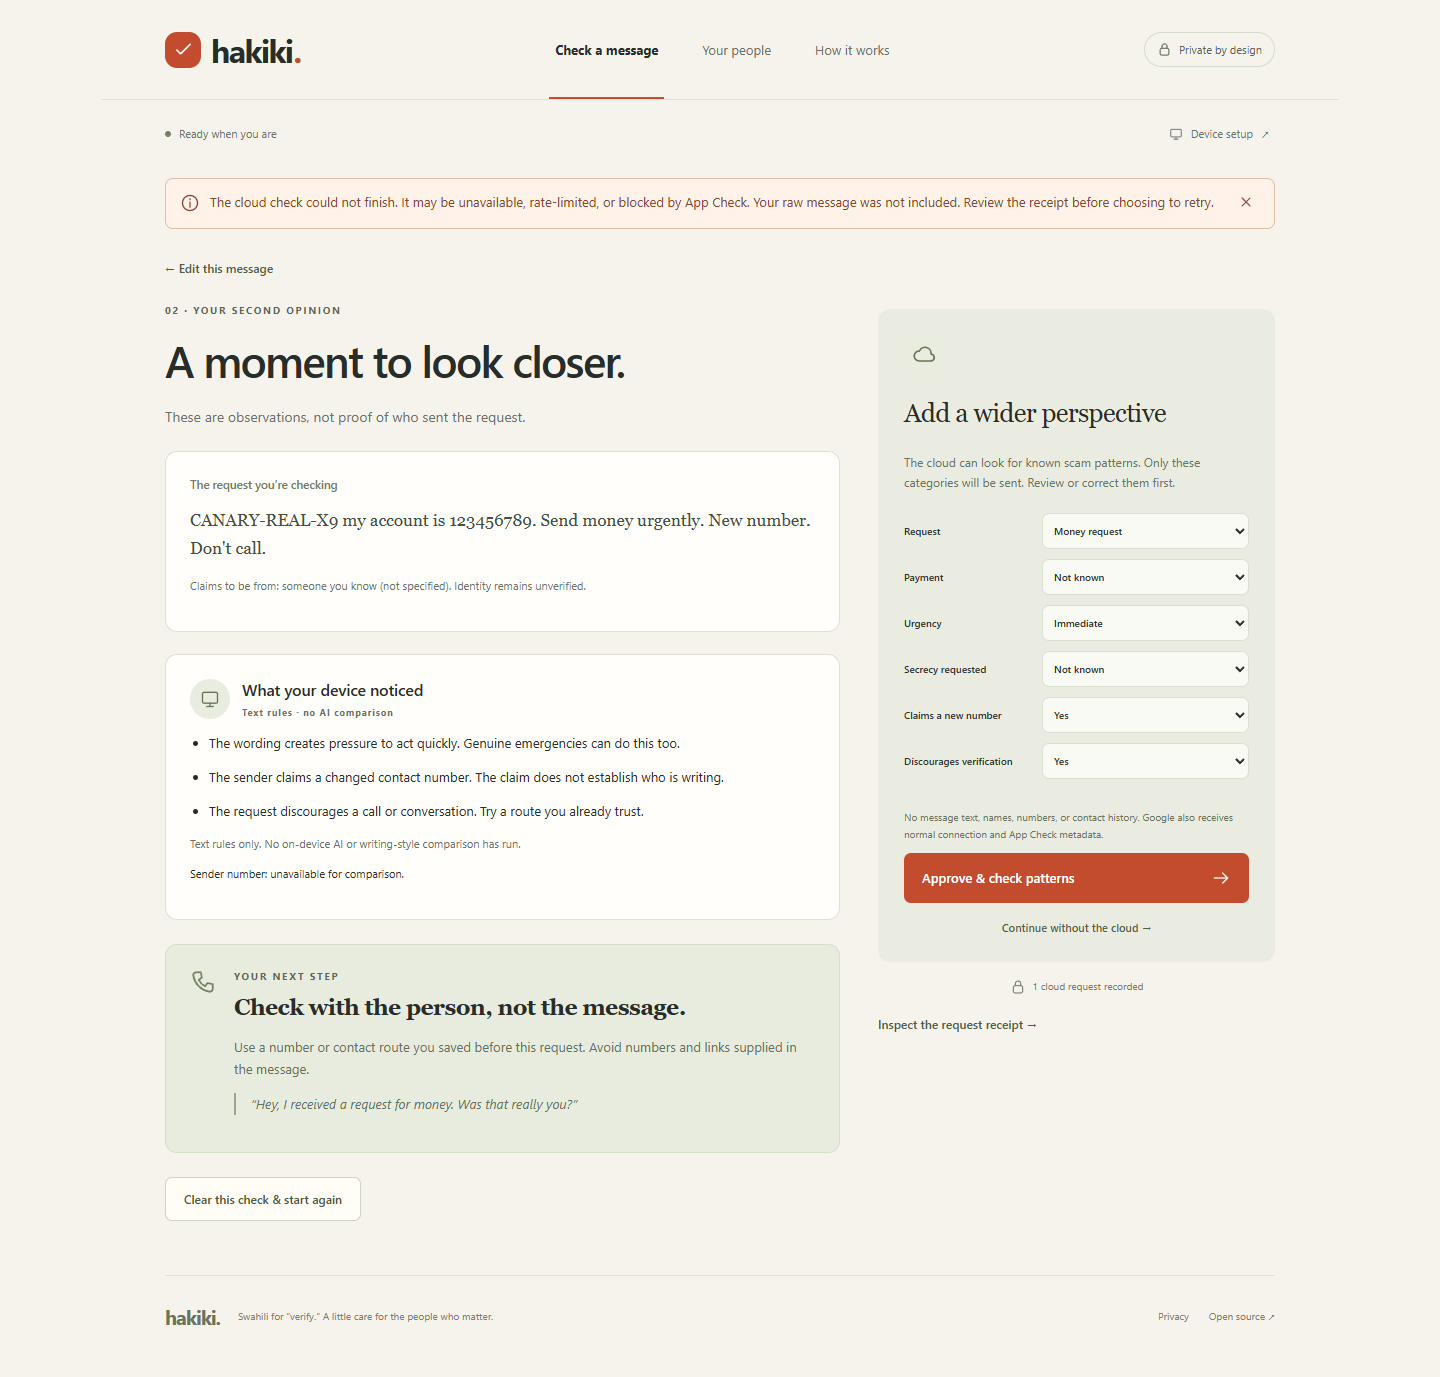 hakiki.
Check a message
Your people
How it works
Private by design
Ready when you are
Device setup ↗
The cloud check could not finish. It may be unavailable, rate-limited, or blocked by App Check. Your raw message was not included. Review the receipt before choosing to retry.
← Edit this message
02 · YOUR SECOND OPINION
A moment to look closer.
These are observations, not proof of who sent the request.
The request you’re checking
CANARY-REAL-X9 my account is 123456789. Send money urgently. New number.
Don't call.
Claims to be from: someone you know (not specified). Identity remains unverified.
What your device noticed
Text rules · no AI comparison
• The wording creates pressure to act quickly. Genuine emergencies can do this too.
• The sender claims a changed contact number. The claim does not establish who is writing.
• The request discourages a call or conversation. Try a route you already trust.
Text rules only. No on-device AI or writing-style comparison has run.
Sender number: unavailable for comparison.
YOUR NEXT STEP
Check with the person, not the message.
Use a number or contact route you saved before this request. Avoid numbers and links supplied in
the message.
“Hey, I received a request for money. Was that really you?”
Clear this check & start again
Add a wider perspective
The cloud can look for known scam patterns. Only these
categories will be sent. Review or correct them first.
Request Money request
Payment Not known
Urgency Immediate
Secrecy requested Not known
Claims a new number Yes
Discourages verification Yes
No message text, names, numbers, or contact history. Google also receives
normal connection and App Check metadata.
Approve & check patterns →
Continue without the cloud →
1 cloud request recorded
Inspect the request receipt →
hakiki.
Swahili for “verify.” A little care for the people who matter.
Privacy
Open source ↗